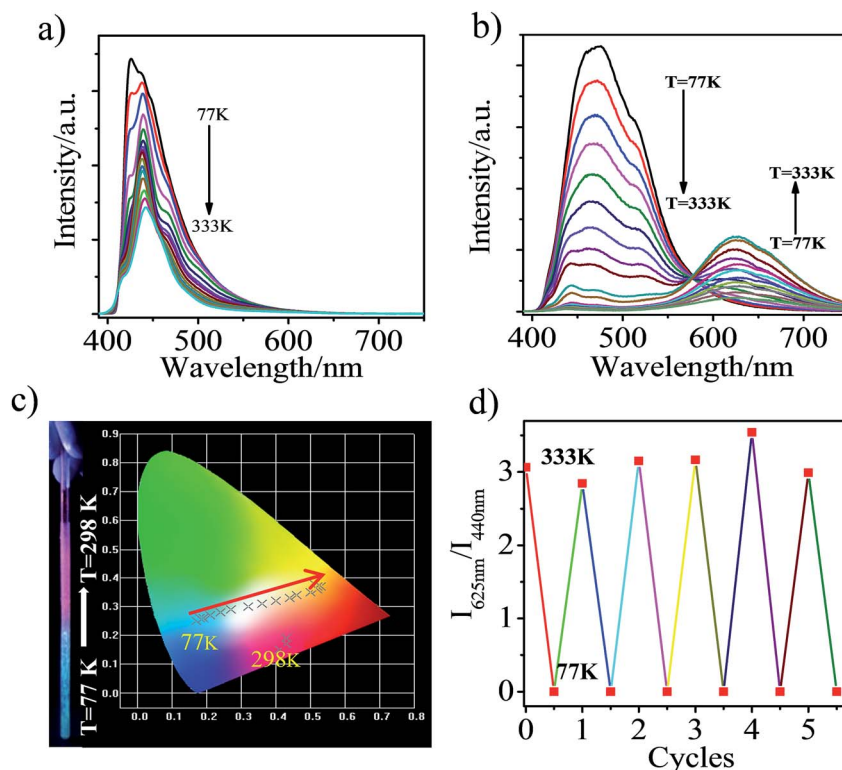 a)
Intensity/a.u.
77K
333K
400 500 600 700
Wavelength/nm
b)
Intensity/a.u.
T=77K
T=333K
T=333K
T=77K
400 500 600 700
Wavelength/nm
c)
T=77 K
T=298 K
0.9
0.8
0.7
0.6
0.5
0.4
0.3
0.2
0.1
0.0
77K
298K
0.0 0.1 0.2 0.3 0.4 0.5 0.6 0.7 0.8
d)
I625nm/I440nm
3
2
1
0
333K
77K
0 1 2 3 4 5
Cycles